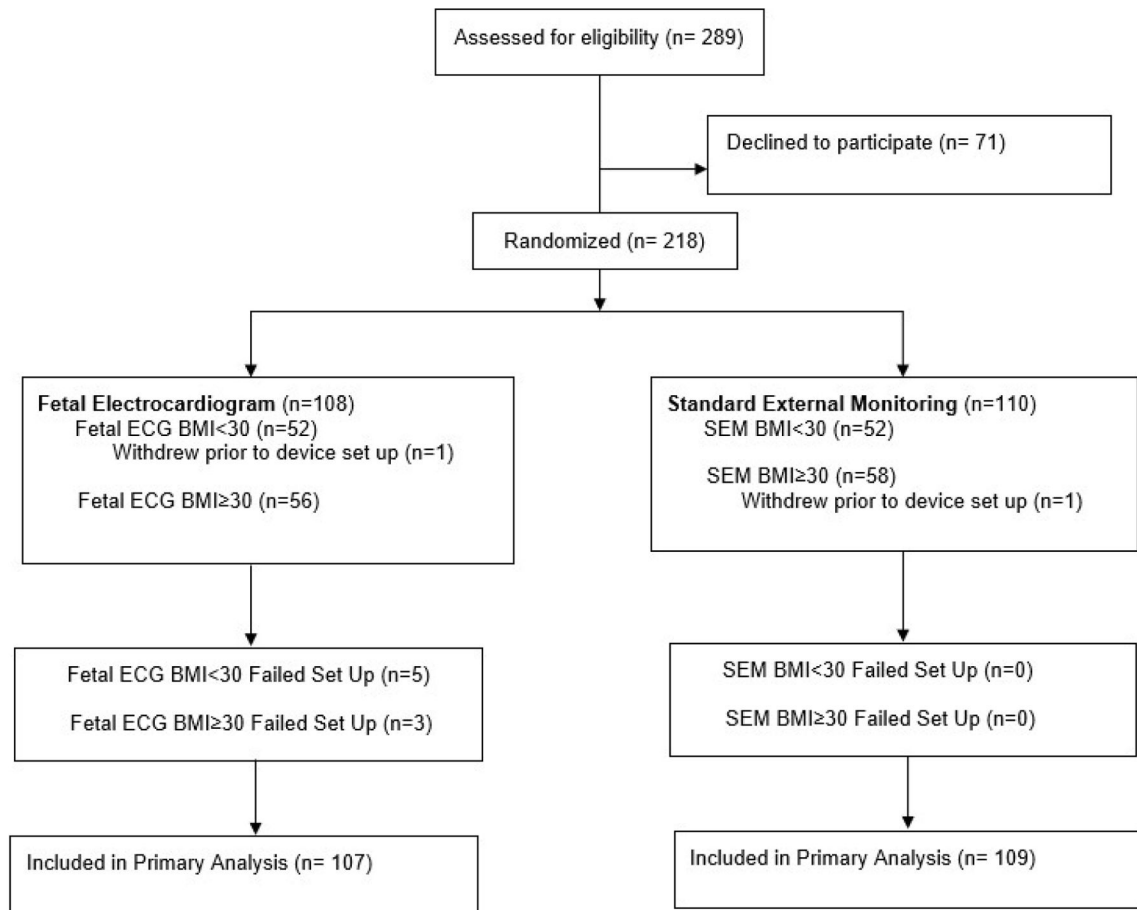 Assessed for eligibility (n= 289)
Declined to participate (n= 71)
Randomized (n= 218)
Fetal Electrocardiogram (n=108)
Fetal ECG BMI<30 (n=52)
Withdrew prior to device set up (n=1)
Fetal ECG BMI≥30 (n=56)
Standard External Monitoring (n=110)
SEM BMI<30 (n=52)
SEM BMI≥30 (n=58)
Withdrew prior to device set up (n=1)
Fetal ECG BMI<30 Failed Set Up (n=5)
Fetal ECG BMI≥30 Failed Set Up (n=3)
SEM BMI<30 Failed Set Up (n=0)
SEM BMI≥30 Failed Set Up (n=0)
Included in Primary Analysis (n= 107)
Included in Primary Analysis (n= 109)